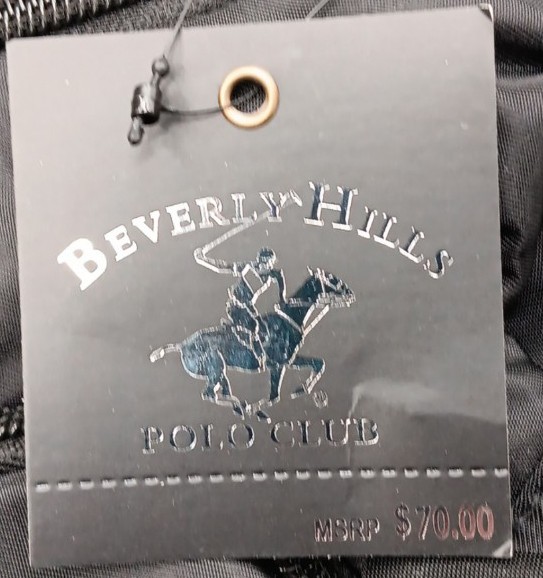 BEVERLY HILLS
POLO CLUB
MSRP $70.00